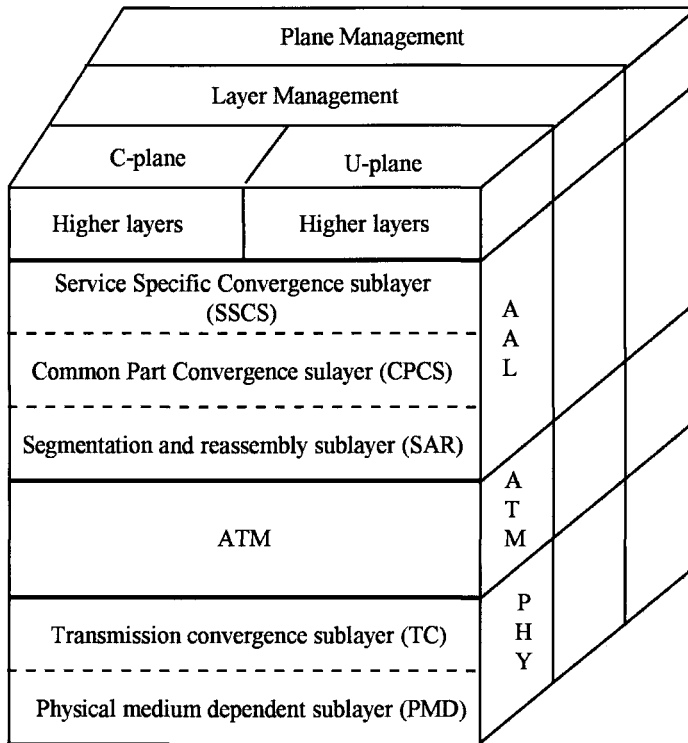 Plane Management
Layer Management
C-plane
U-plane
Higher layers
Higher layers
Service Specific Convergence sublayer
(SSCS)
Common Part Convergence sulayer (CPCS)
Segmentation and reassembly sublayer (SAR)
ATM
Transmission convergence sublayer (TC)
Physical medium dependent sublayer (PMD)
A
A
L
A
T
M
P
H
Y